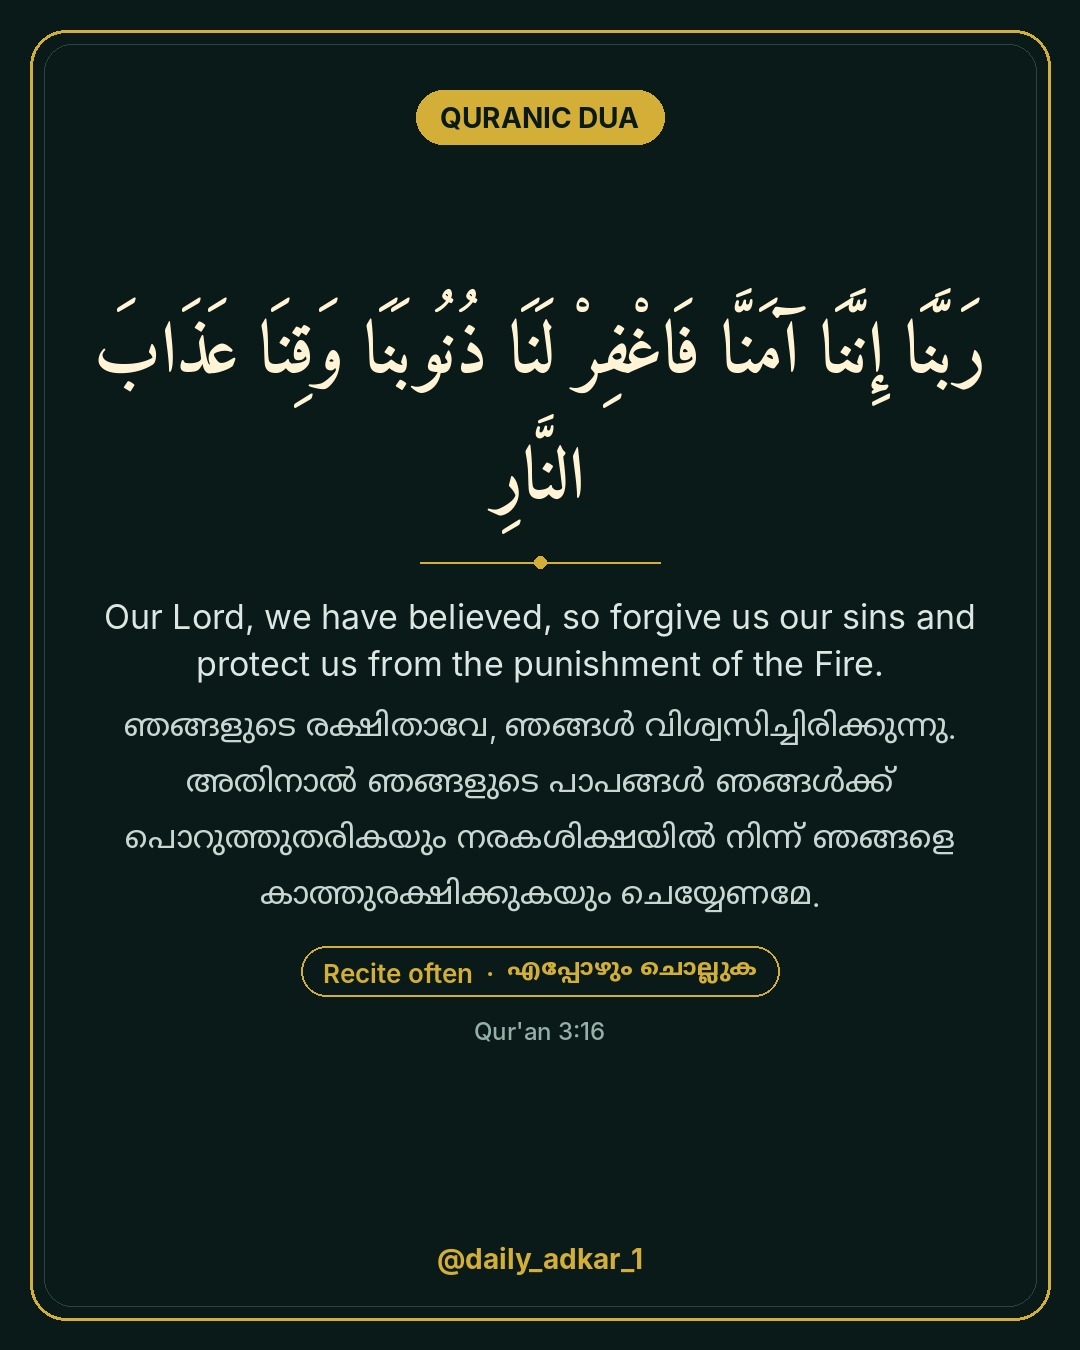 QURANIC DUA
رَبَّنَا إِنَّنَا آمَنَّا فَاغْفِرْ لَنَا ذُنُوبَنَا وَقِنَا عَذَابَ
النَّارِ
Our Lord, we have believed, so forgive us our sins and
protect us from the punishment of the Fire.
ഞങ്ങളുടെ രക്ഷിതാവേ, ഞങ്ങൾ വിശ്വസിച്ചിരിക്കുന്നു.
അതിനാൽ ഞങ്ങളുടെ പാപങ്ങൾ ഞങ്ങൾക്ക്
പൊറുത്തുതരികയും നരകശിക്ഷയിൽ നിന്ന് ഞങ്ങളെ
കാത്തുരക്ഷിക്കുകയും ചെയ്യേണമേ.
Recite often · എപ്പോഴും ചൊല്ലുക
Qur'an 3:16
@daily_adkar_1